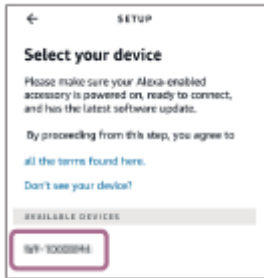 SETUP
Select your device
Please make sure your Alexa-enabled
accessory is powered on, ready to connect,
and has the latest software update.
By proceeding from this step, you agree to
all the terms found here.
Don't see your device?
AVAILABLE DEVICES